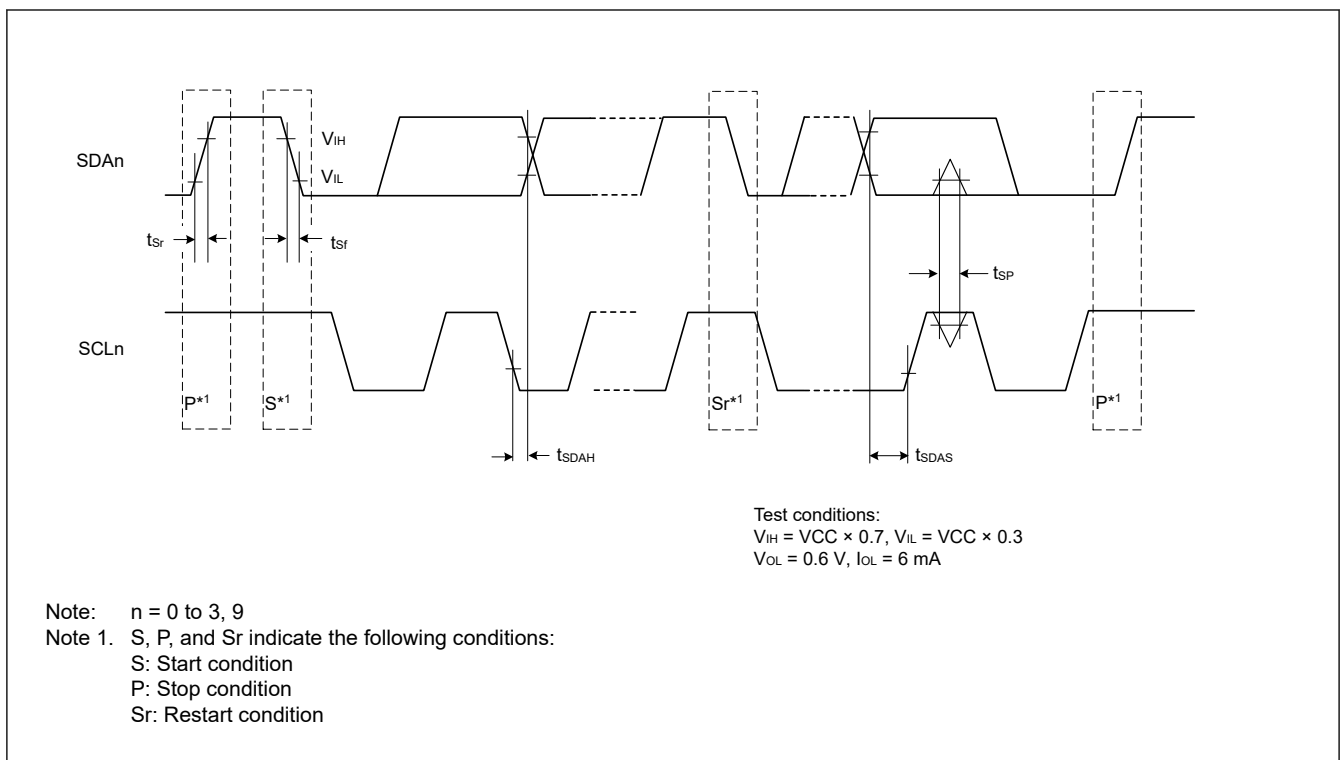 SDAn
VIH
VIL
tSr
tSf
tSP
SCLn
P*1
S*1
Sr*1
P*1
tSDAH
tSDAS
Test conditions:
VIH = VCC × 0.7, VIL = VCC × 0.3
VOL = 0.6 V, IOL = 6 mA
Note: n = 0 to 3, 9
Note 1. S, P, and Sr indicate the following conditions:
S: Start condition
P: Stop condition
Sr: Restart condition